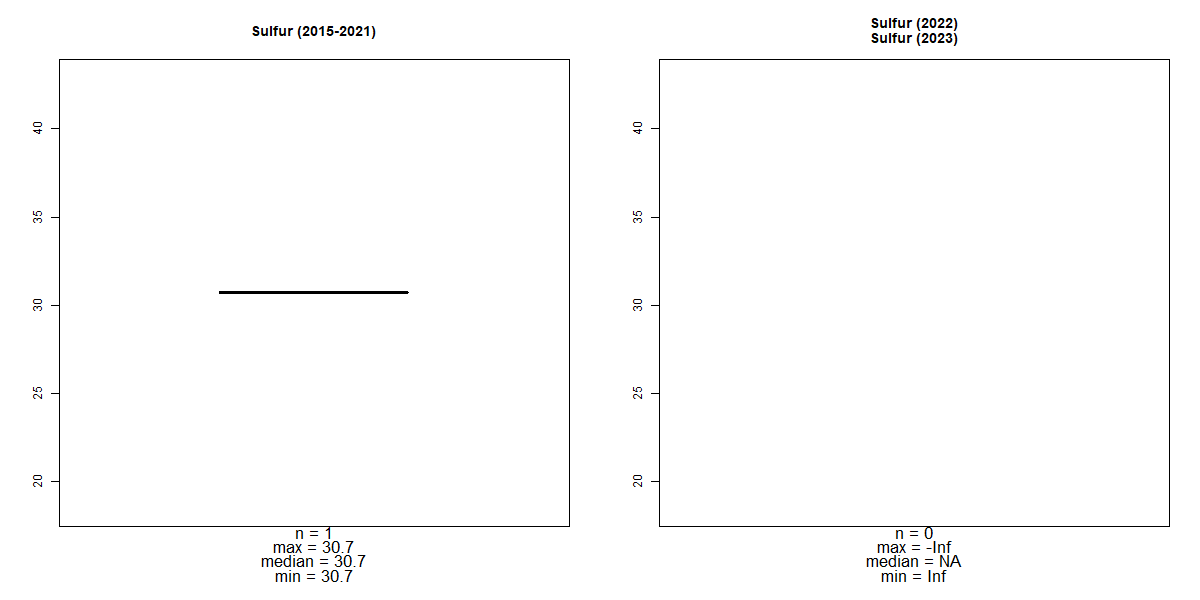 Sulfur (2015-2021)
40
35
30
25
20
n = 1
max = 30.7
median = 30.7
min = 30.7
Sulfur (2022)
Sulfur (2023)
40
35
30
25
20
n = 0
max = -Inf
median = NA
min = Inf